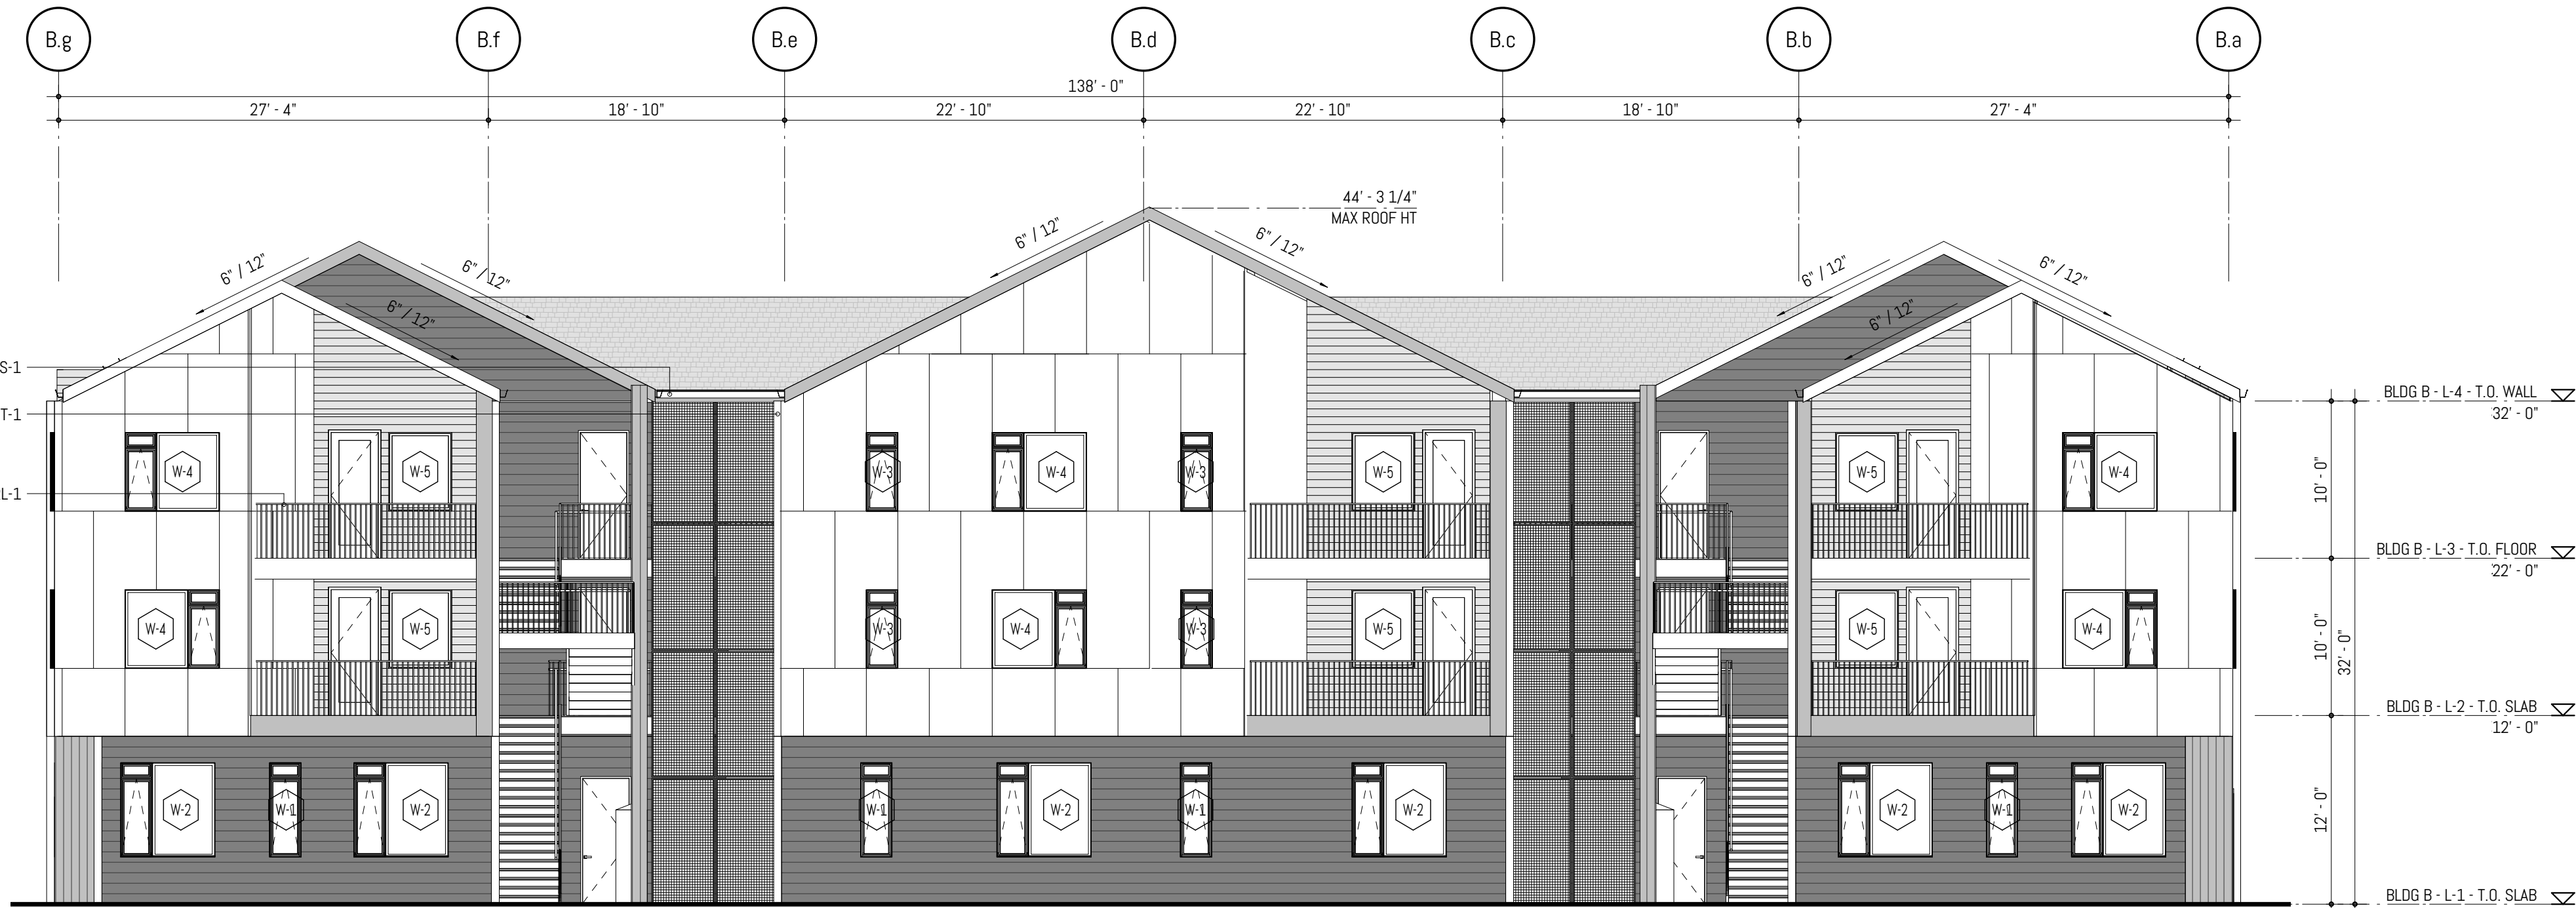 B.g B.f B.e B.d B.c B.b B.a
138' - 0"
27' - 4" 18' - 10" 22' - 10" 22' - 10" 18' - 10" 27' - 4"
44' - 3 1/4"
MAX ROOF HT
6" / 12" 6" / 12" 6" / 12" 6" / 12" 6" / 12" 6" / 12"
6" / 12" 6" / 12"
S-1
T-1
BLDG B - L-4 - T.O. WALL
32' - 0"
W-4 W-5 W-3 W-4 W-3 W-5 W-5 W-4
10' - 0"
L-1
BLDG B - L-3 - T.O. FLOOR
22' - 0"
W-4 W-5 W-3 W-4 W-3 W-5 W-5 W-4
10' - 0"
32' - 0"
BLDG B - L-2 - T.O. SLAB
12' - 0"
W-2 W-1 W-2 W-1 W-2 W-1 W-2 W-2 W-1 W-2
12' - 0"
BLDG B - L-1 - T.O. SLAB